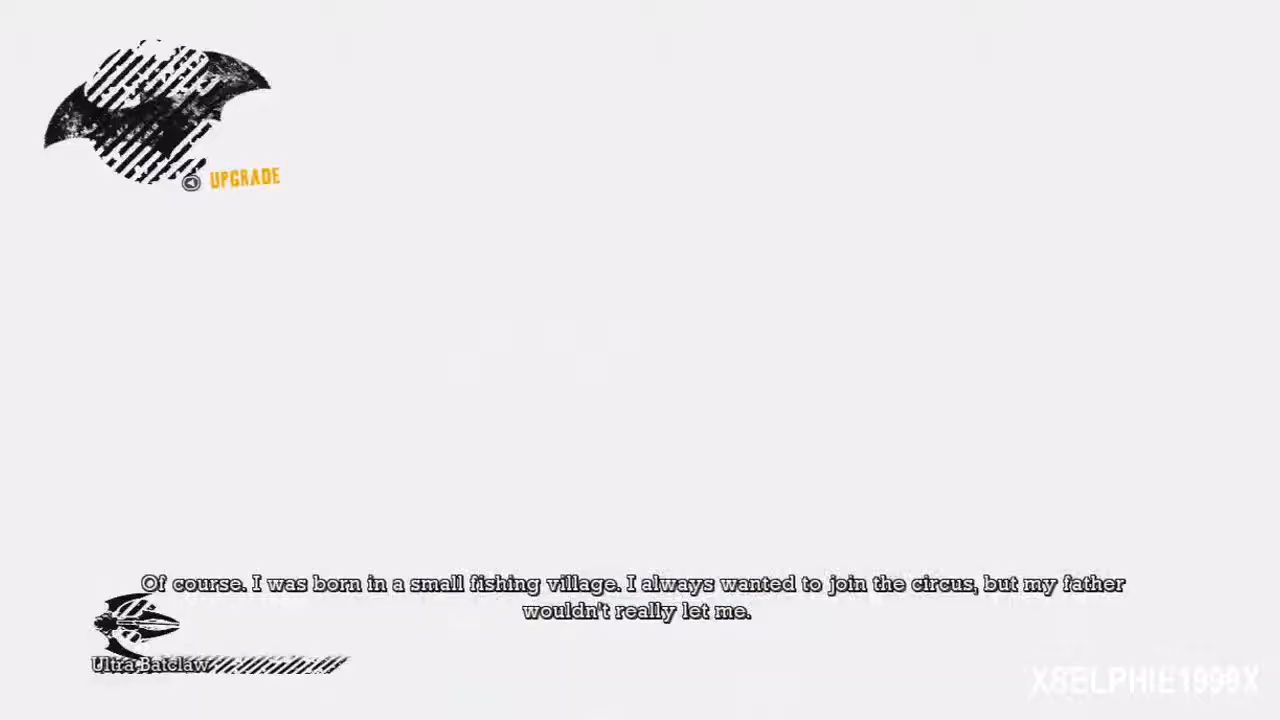 UPGRADE
Of course. I was born in a small fishing village. I always wanted to join the circus, but my father
wouldn't really let me.
Ultra Batclaw
XSELPHIE1999X